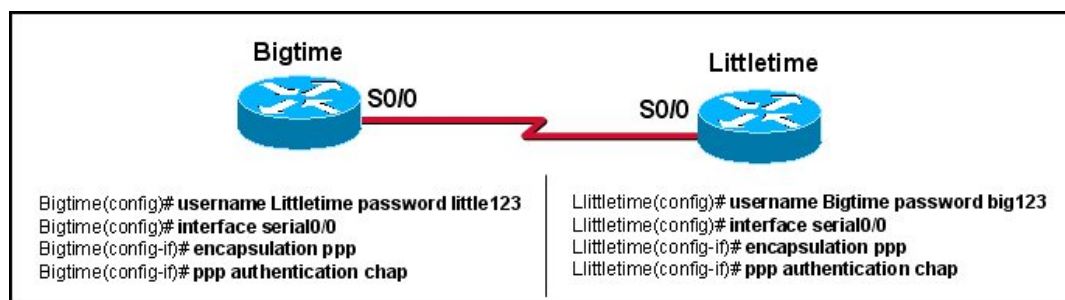 Bigtime
Littletime
S0/0
S0/0
Bigtime(config)# username Littletime password little123
Bigtime(config)# interface serial0/0
Bigtime(config-if)# encapsulation ppp
Bigtime(config-if)# ppp authentication chap
Llittletime(config)# username Bigtime password big123
Llittletime(config)# interface serial0/0
Llittletime(config-if)# encapsulation ppp
Llittletime(config-if)# ppp authentication chap